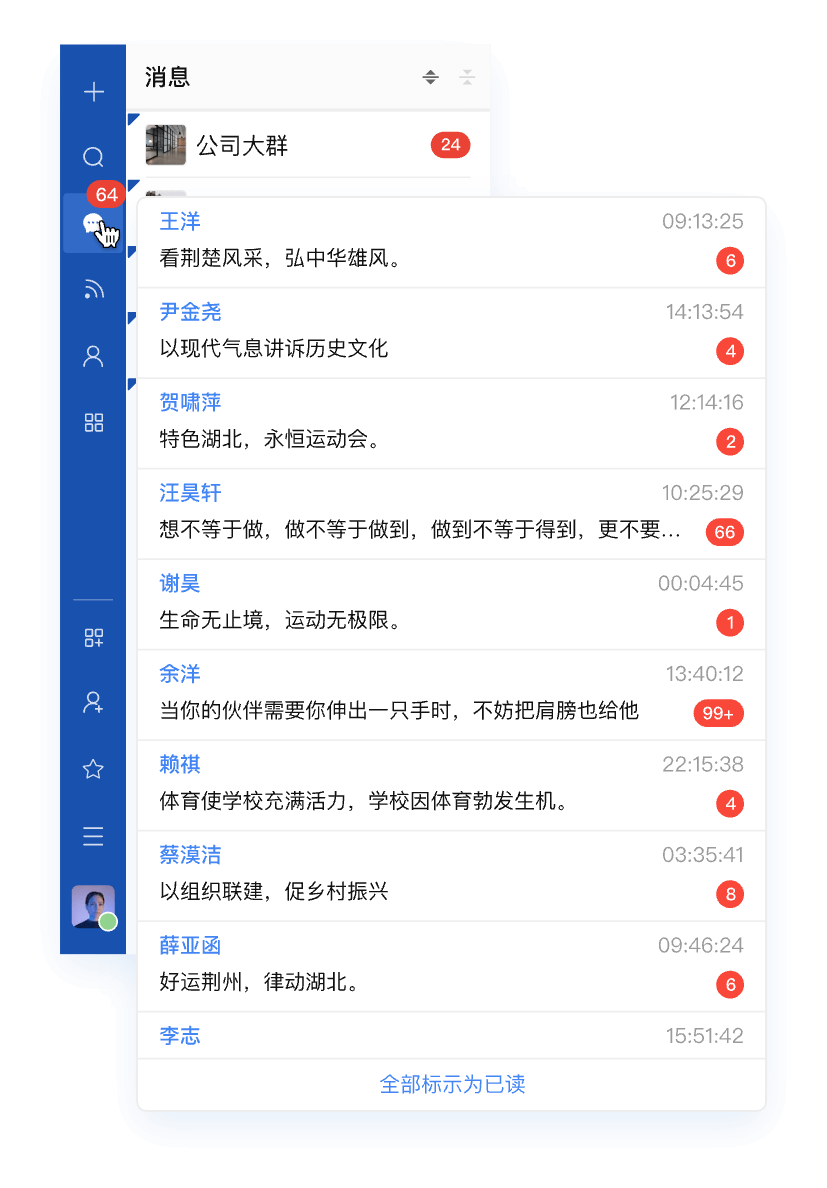 消息
公司大群 24
64
王洋 09:13:25
看荆楚风采，弘中华雄风。 6
尹金尧 14:13:54
以现代气息讲诉历史文化 4
贺啸萍 12:14:16
特色湖北，永恒运动会。 2
汪昊轩 10:25:29
想不等于做，做不等于做到，做到不等于得到，更不要… 66
谢昊 00:04:45
生命无止境，运动无极限。 1
余洋 13:40:12
当你的伙伴需要你伸出一只手时，不妨把肩膀也给他 99+
赖祺 22:15:38
体育使学校充满活力，学校因体育勃发生机。 4
蔡漠洁 03:35:41
以组织联建，促乡村振兴 8
薛亚函 09:46:24
好运荆州，律动湖北。 6
李志 15:51:42
全部标示为已读